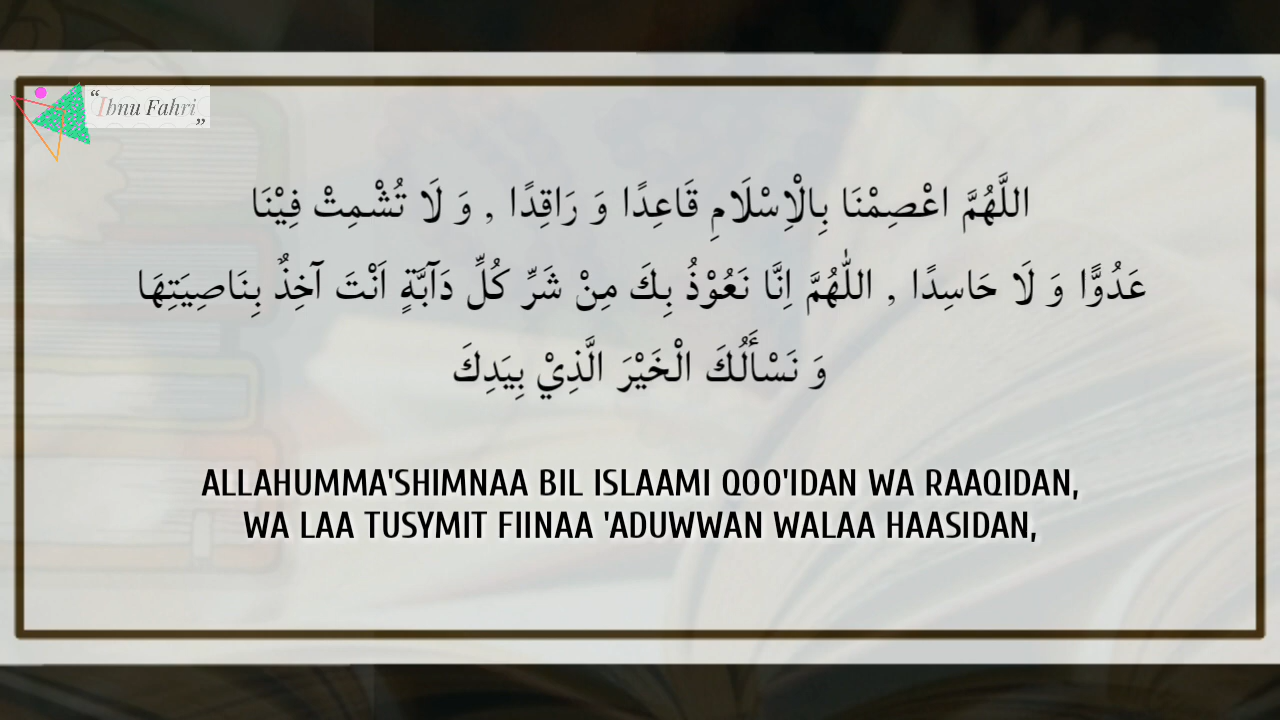 “Ibnu Fahri”
اللَّهُمَّ اعْصِمْنَا بِالْاِسْلَامِ قَاعِدًا وَ رَاقِدًا , وَ لَا تُشْمِتْ فِيْنَا
عَدُوًّا وَ لَا حَاسِدًا , اللّٰهُمَّ اِنَّا نَعُوْذُ بِكَ مِنْ شَرِّ كُلِّ دَآبَّةٍ اَنْتَ آخِذٌ بِنَاصِيَتِهَا
وَ نَسْأَلُكَ الْخَيْرَ الَّذِيْ بِيَدِكَ
ALLAHUMMA'SHIMNAA BIL ISLAAMI QOO'IDAN WA RAAQIDAN,
WA LAA TUSYMIT FIINAA 'ADUWWAN WALAA HAASIDAN,